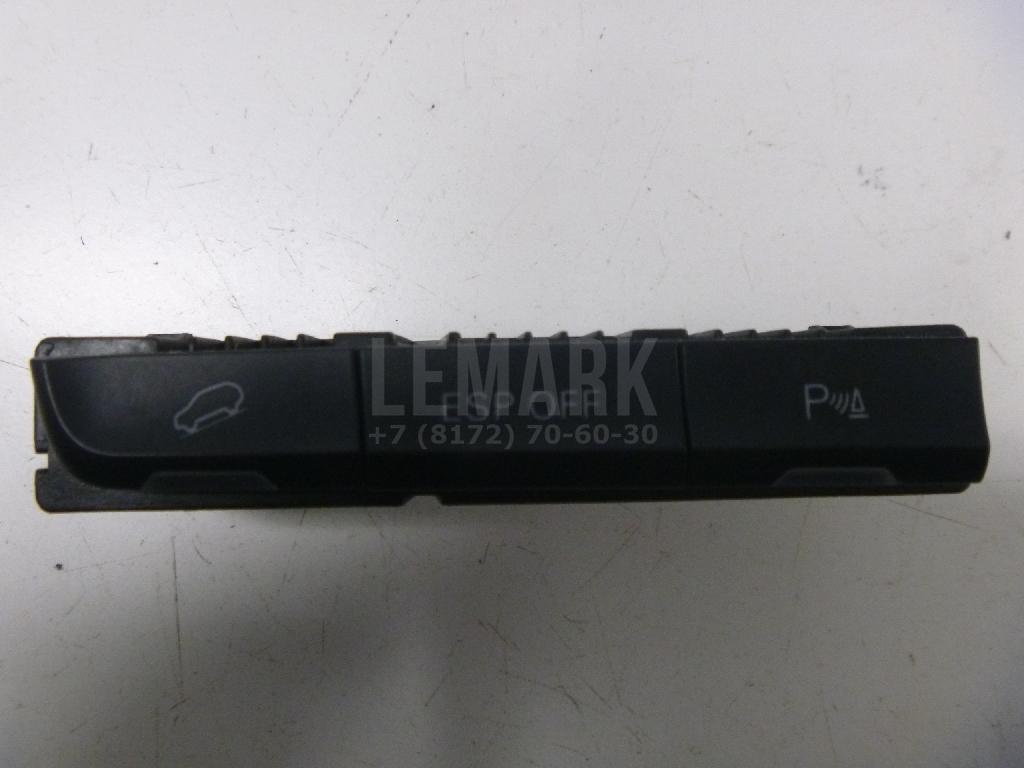 LEMARK
ESP OFF
P
+7 (8172) 70-60-30